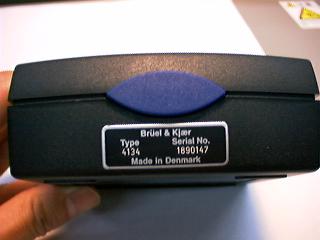 Brüel & Kjær
Type Serial No.
4134 1890147
Made in Denmark